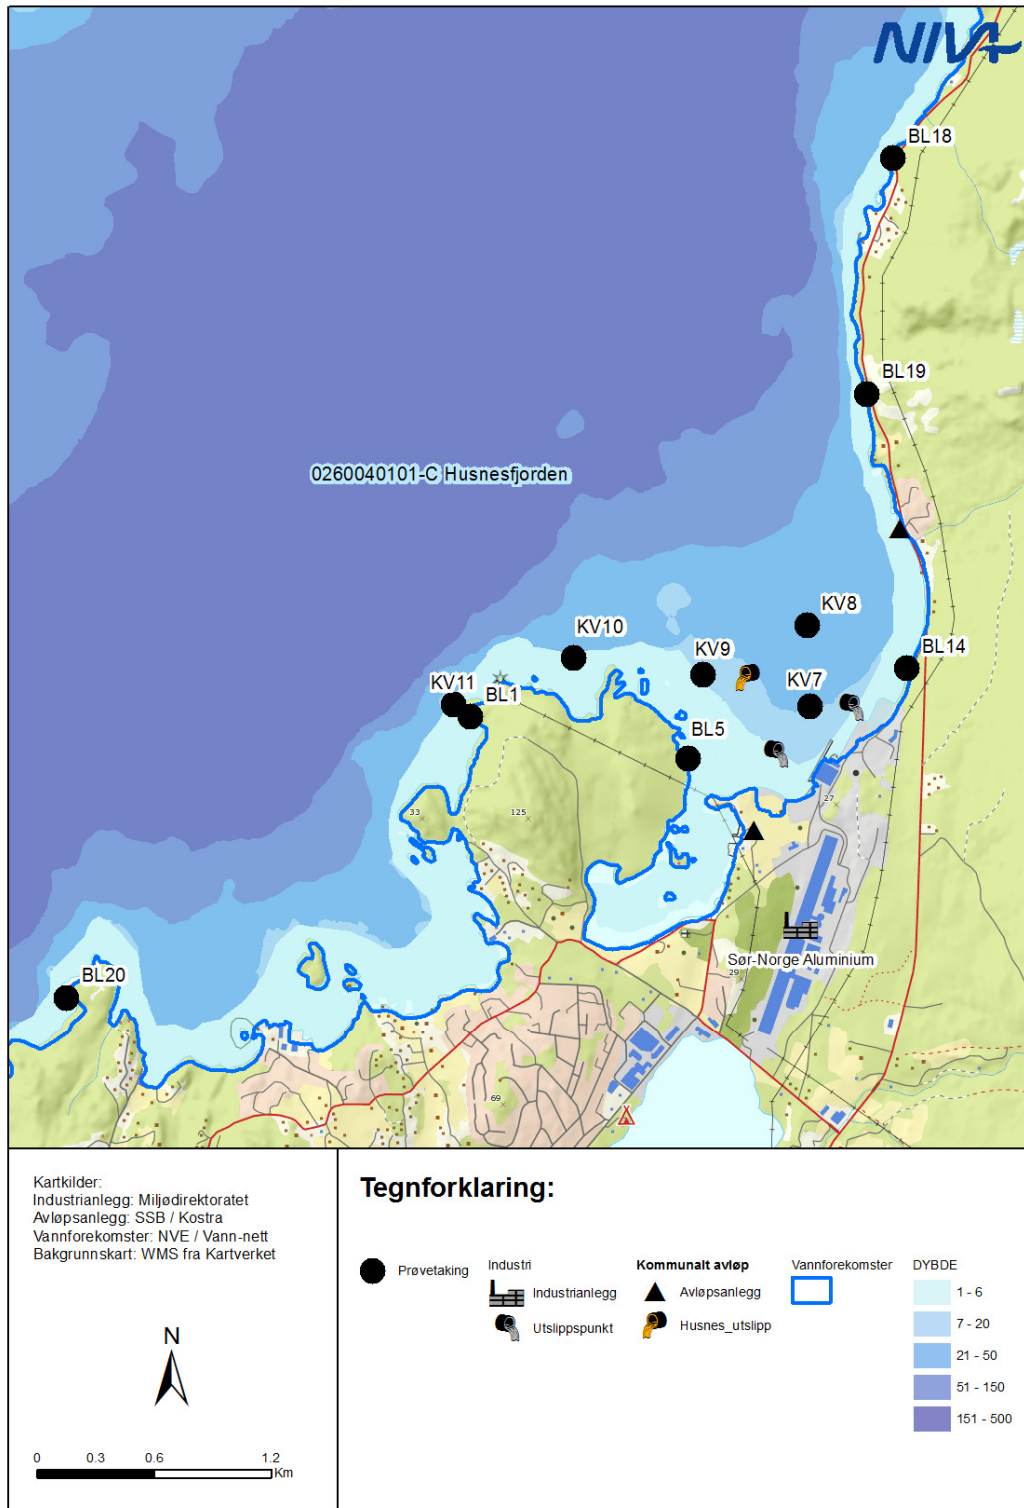 NIVA
BL18
BL19
0260040101-C Husnesfjorden
KV8
KV10
KV9
BL14
KV7
KV11
BL1
BL5
33
125
27
Sør-Norge Aluminium
29
BL20
69
Kartkilder:
Industrianlegg: Miljødirektoratet
Avløpsanlegg: SSB / Kostra
Vannforekomster: NVE / Vann-nett
Bakgrunnskart: WMS fra Kartverket
N
0 0.3 0.6 1.2
Km
Tegnforklaring:
Prøvetaking
Industri
Industrianlegg
Utslippspunkt
Kommunalt avløp
Avløpsanlegg
Husnes_utslipp
Vannforekomster
DYBDE
1 - 6
7 - 20
21 - 50
51 - 150
151 - 500